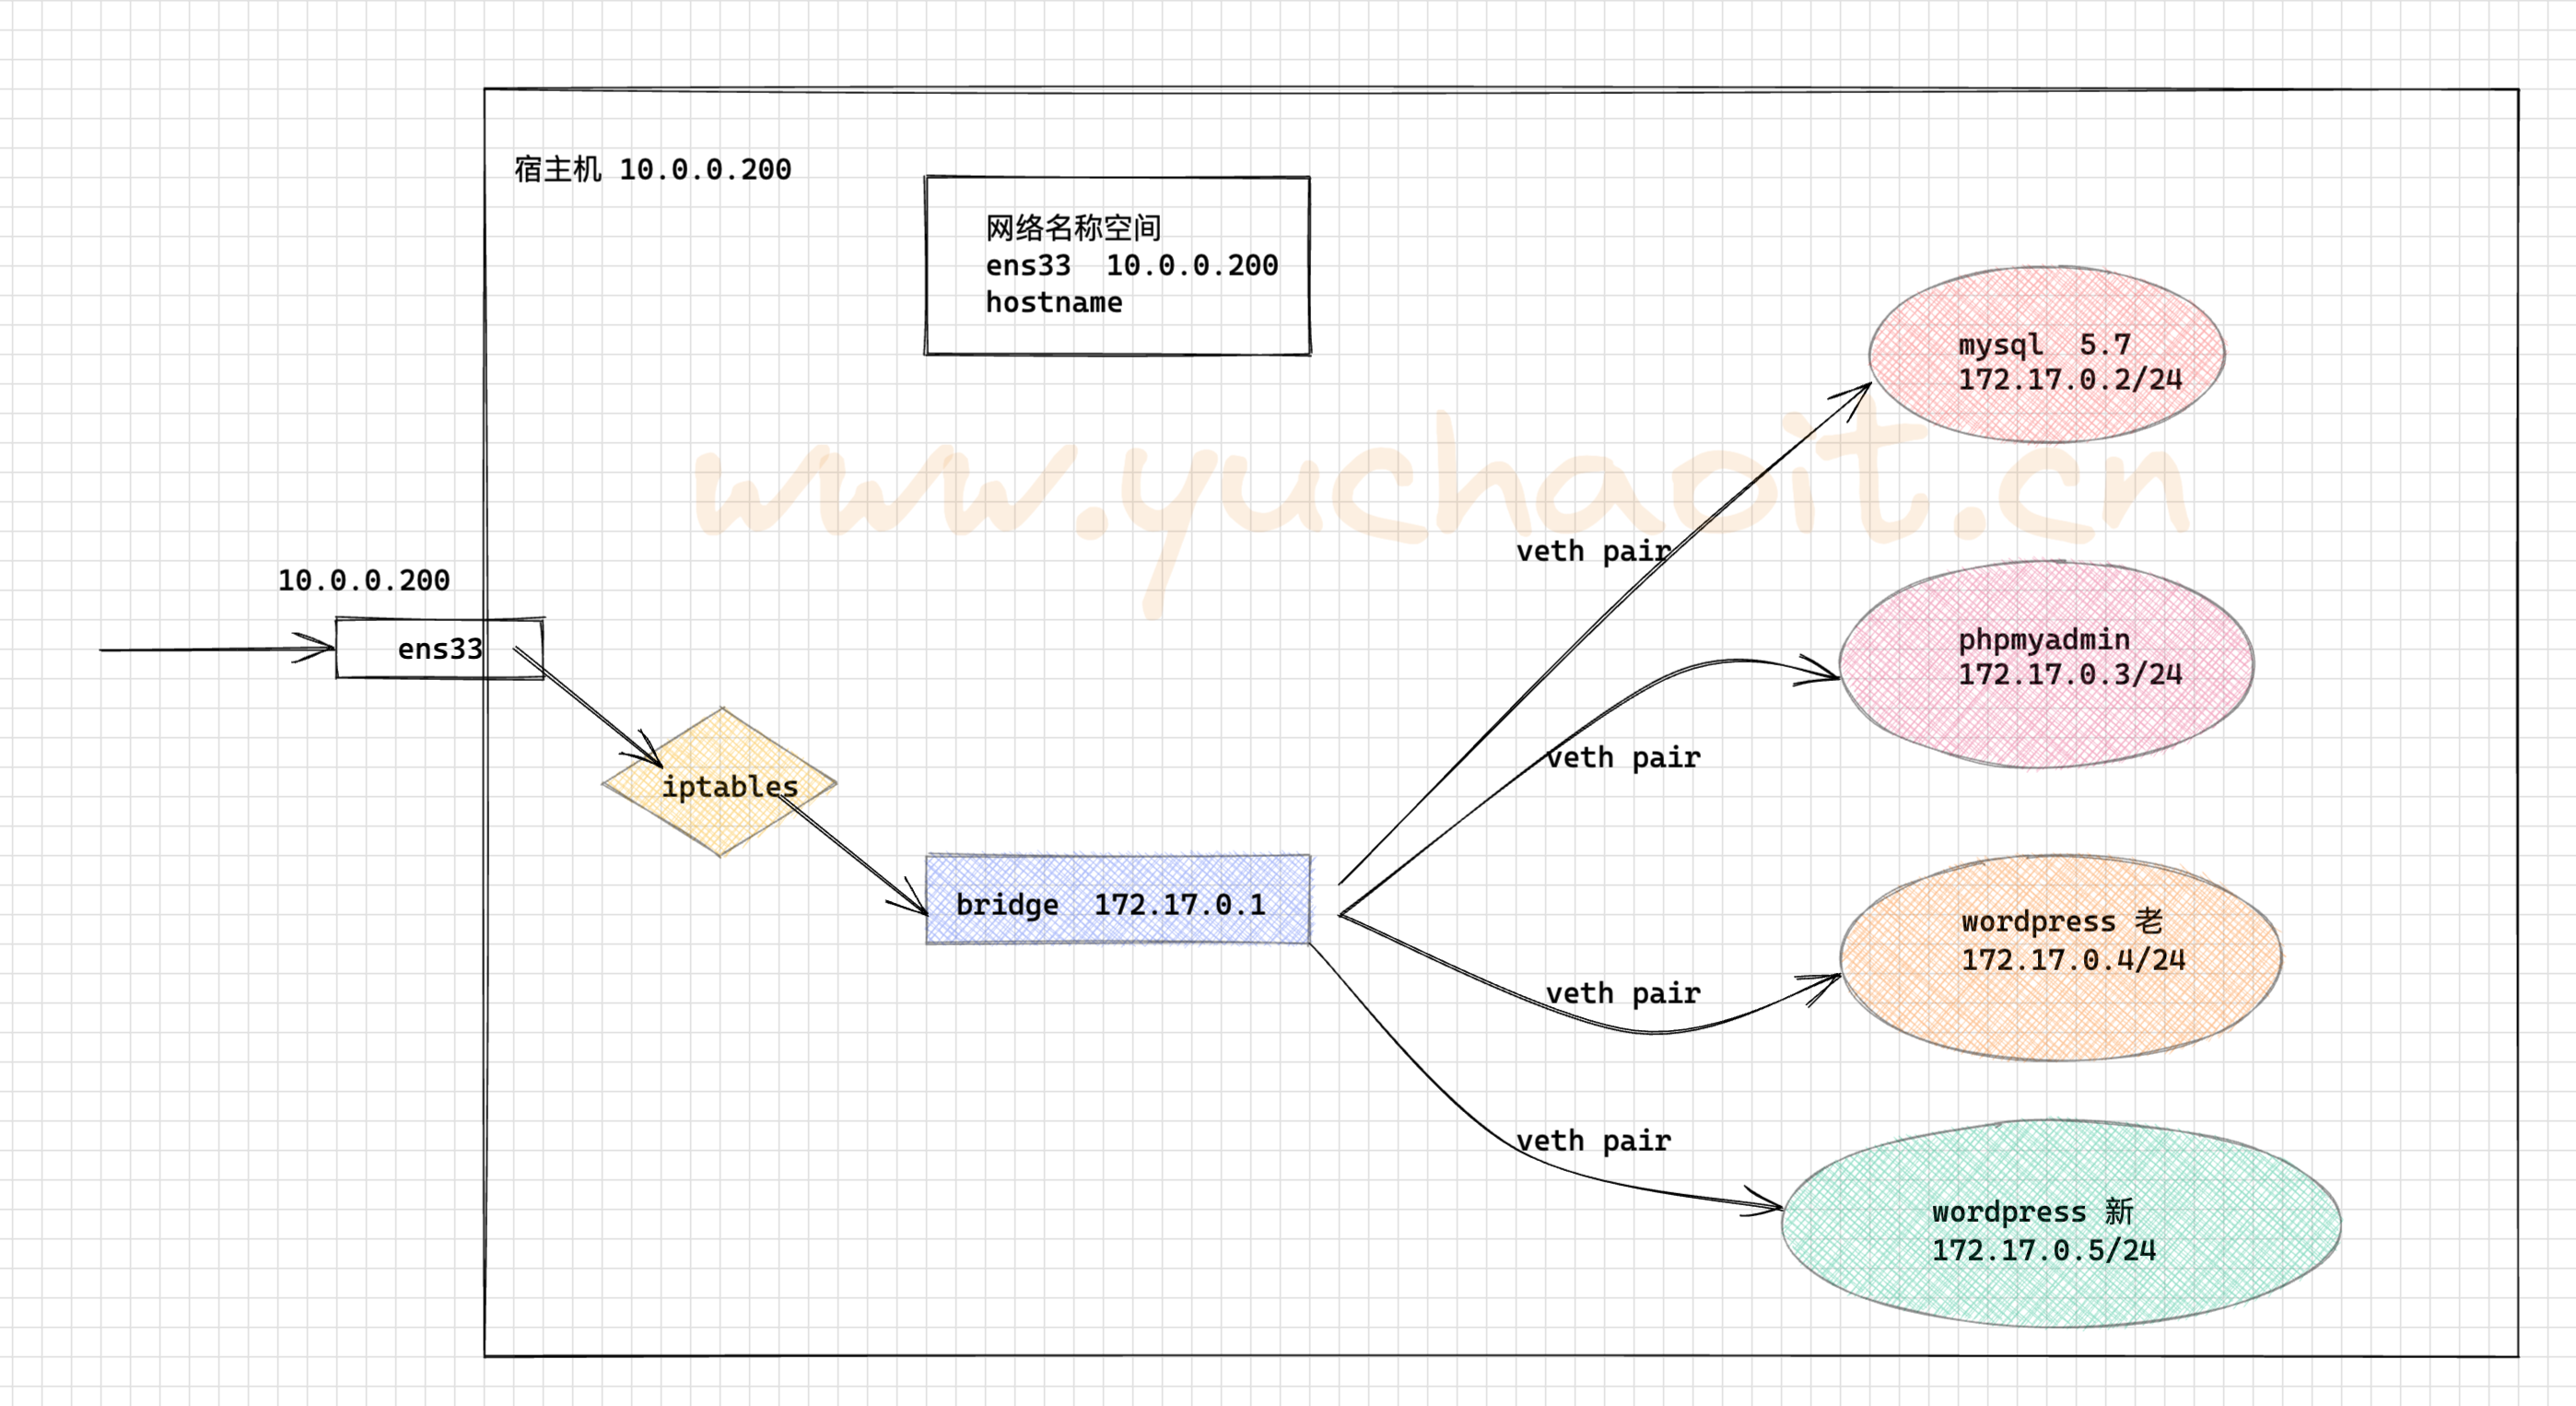 宿主机 10.0.0.200
网络名称空间
ens33  10.0.0.200
hostname
mysql  5.7
172.17.0.2/24
www.yuchaoit.cn
veth pair
10.0.0.200
ens33
phpmyadmin
172.17.0.3/24
veth pair
iptables
bridge  172.17.0.1
wordpress 老
172.17.0.4/24
veth pair
veth pair
wordpress 新
172.17.0.5/24